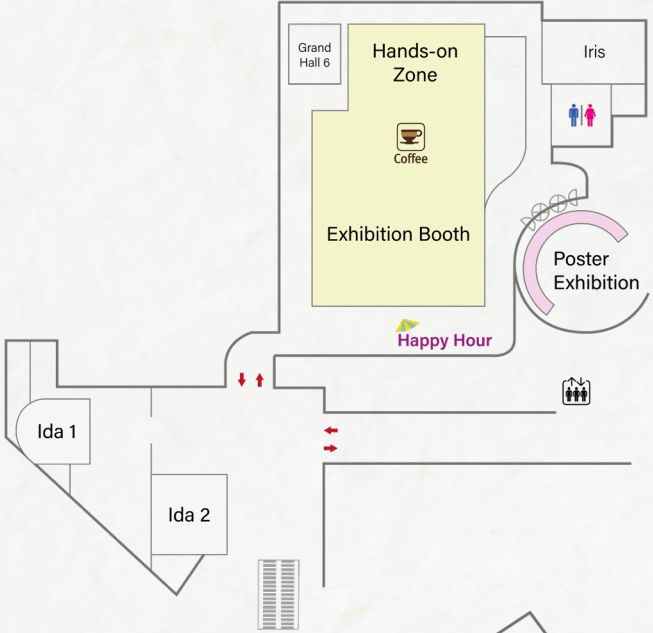 Grand
Hall 6
Hands-on
Zone
Iris
Coffee
Exhibition Booth
Poster
Exhibition
Happy Hour
Ida 1
Ida 2